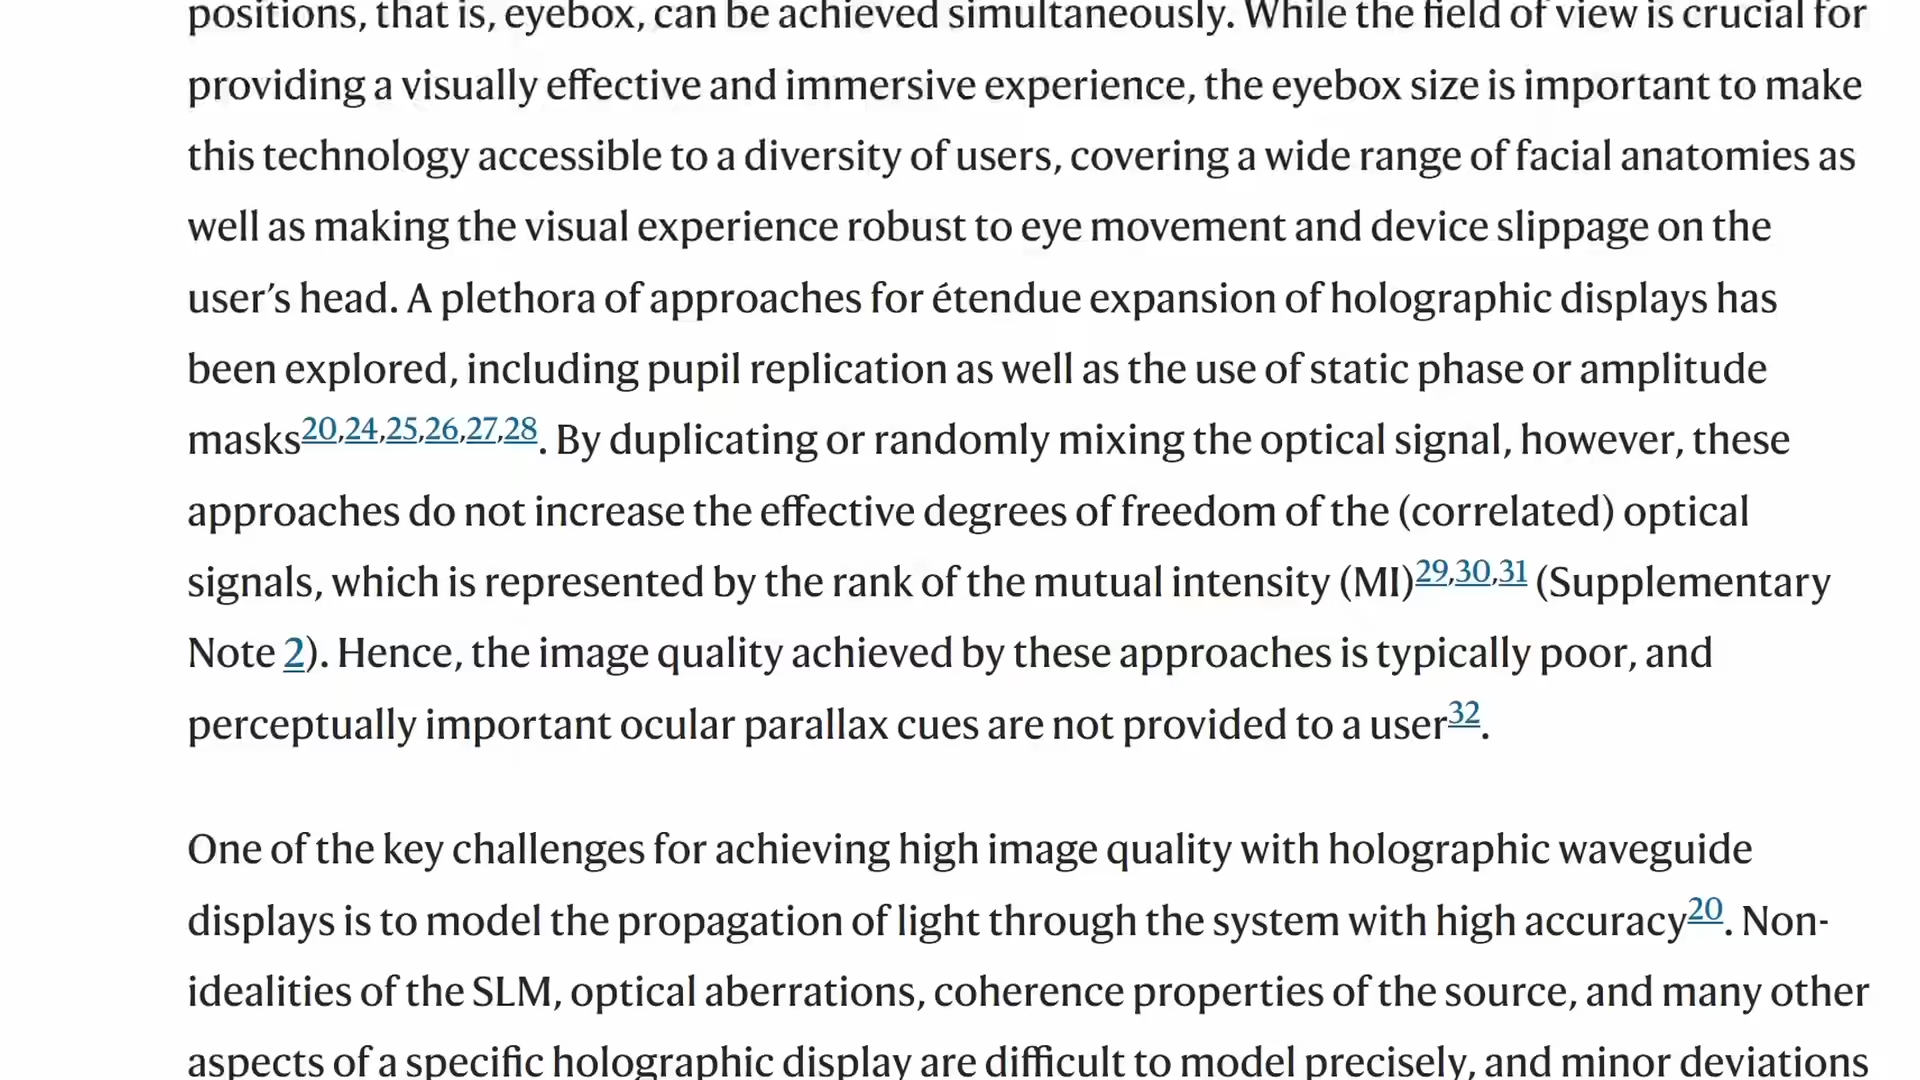 positions, that is, eyebox, can be achieved simultaneously. While the field of view is crucial for
providing a visually effective and immersive experience, the eyebox size is important to make
this technology accessible to a diversity of users, covering a wide range of facial anatomies as
well as making the visual experience robust to eye movement and device slippage on the
user’s head. A plethora of approaches for étendue expansion of holographic displays has
been explored, including pupil replication as well as the use of static phase or amplitude
masks20,24,25,26,27,28. By duplicating or randomly mixing the optical signal, however, these
approaches do not increase the effective degrees of freedom of the (correlated) optical
signals, which is represented by the rank of the mutual intensity (MI)29,30,31 (Supplementary
Note 2). Hence, the image quality achieved by these approaches is typically poor, and
perceptually important ocular parallax cues are not provided to a user32.
One of the key challenges for achieving high image quality with holographic waveguide
displays is to model the propagation of light through the system with high accuracy20. Non-
idealities of the SLM, optical aberrations, coherence properties of the source, and many other
aspects of a specific holographic display are difficult to model precisely, and minor deviations